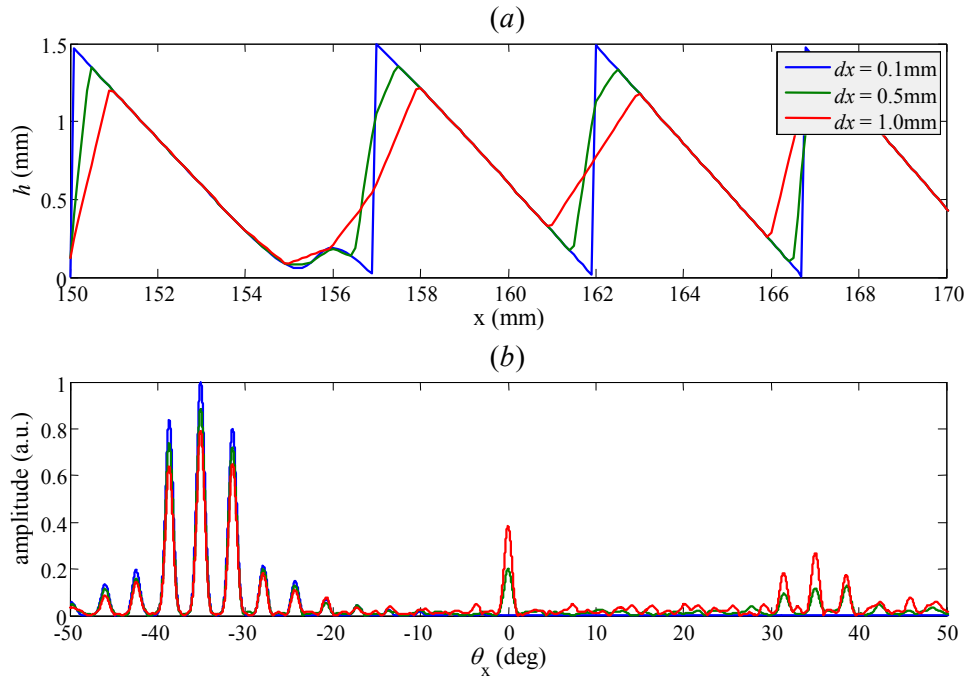 (a)
1.5
1
0.5
0
h (mm)
dx = 0.1mm
dx = 0.5mm
dx = 1.0mm
150 152 154 156 158 160 162 164 166 168 170
x (mm)
(b)
1
0.8
0.6
0.4
0.2
0
amplitude (a.u.)
-50 -40 -30 -20 -10 0 10 20 30 40 50
θx (deg)